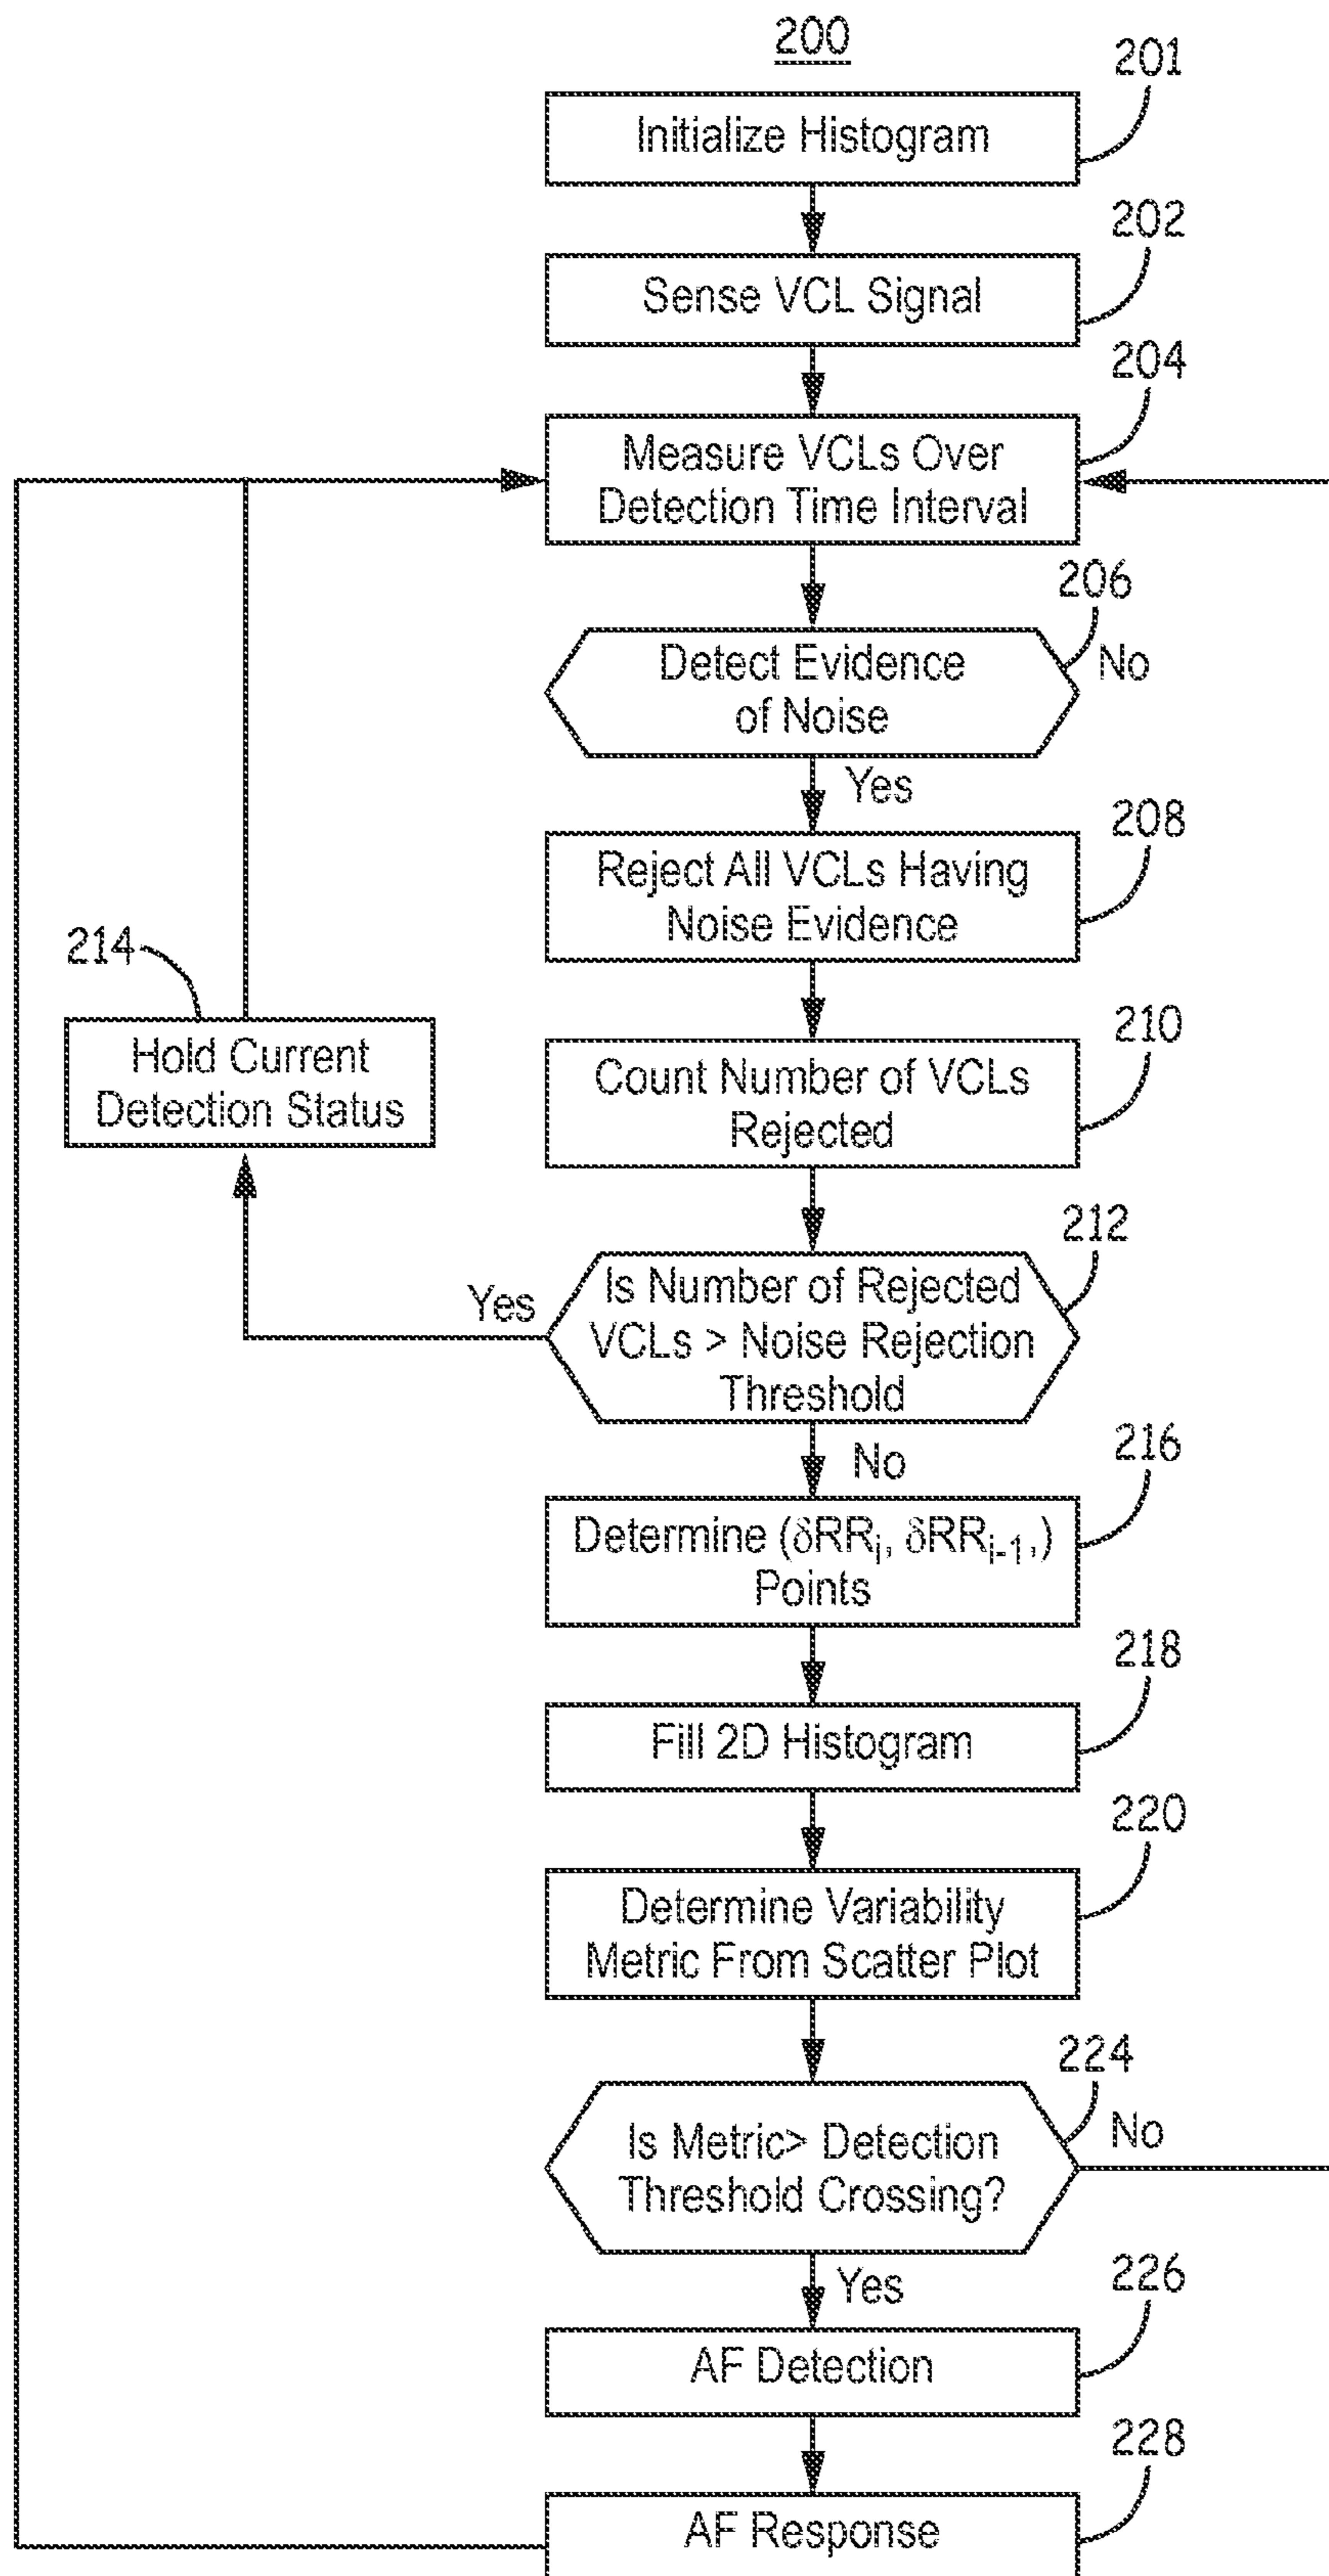 200
201
Initialize Histogram
202
Sense VCL Signal
204
Measure VCLs Over
Detection Time Interval
206
Detect Evidence
of Noise
No
Yes
208
Reject All VCLs Having
Noise Evidence
214
Hold Current
Detection Status
210
Count Number of VCLs
Rejected
212
Is Number of Rejected
VCLs > Noise Rejection
Threshold
Yes
No
216
Determine (δRRᵢ, δRRᵢ₋₁,)
Points
218
Fill 2D Histogram
220
Determine Variability
Metric From Scatter Plot
224
Is Metric> Detection
Threshold Crossing?
No
Yes
226
AF Detection
228
AF Response